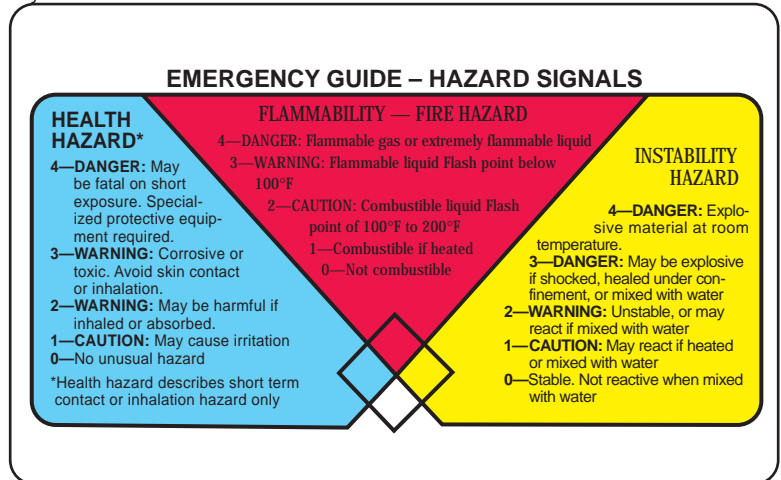 EMERGENCY GUIDE – HAZARD SIGNALS
HEALTH
HAZARD*
4—DANGER: May
be fatal on short
exposure. Special-
ized protective equip-
ment required.
3—WARNING: Corrosive or
toxic. Avoid skin contact
or inhalation.
2—WARNING: May be harmful if
inhaled or absorbed.
1—CAUTION: May cause irritation
0—No unusual hazard
*Health hazard describes short term
contact or inhalation hazard only
FLAMMABILITY — FIRE HAZARD
4—DANGER: Flammable gas or extremely flammable liquid
3—WARNING: Flammable liquid Flash point below
100°F
2—CAUTION: Combustible liquid Flash
point of 100°F to 200°F
1—Combustible if heated
0—Not combustible
INSTABILITY
HAZARD
4—DANGER: Explo-
sive material at room
temperature.
3—DANGER: May be explosive
if shocked, healed under con-
finement, or mixed with water
2—WARNING: Unstable, or may
react if mixed with water
1—CAUTION: May react if heated
or mixed with water
0—Stable. Not reactive when mixed
with water